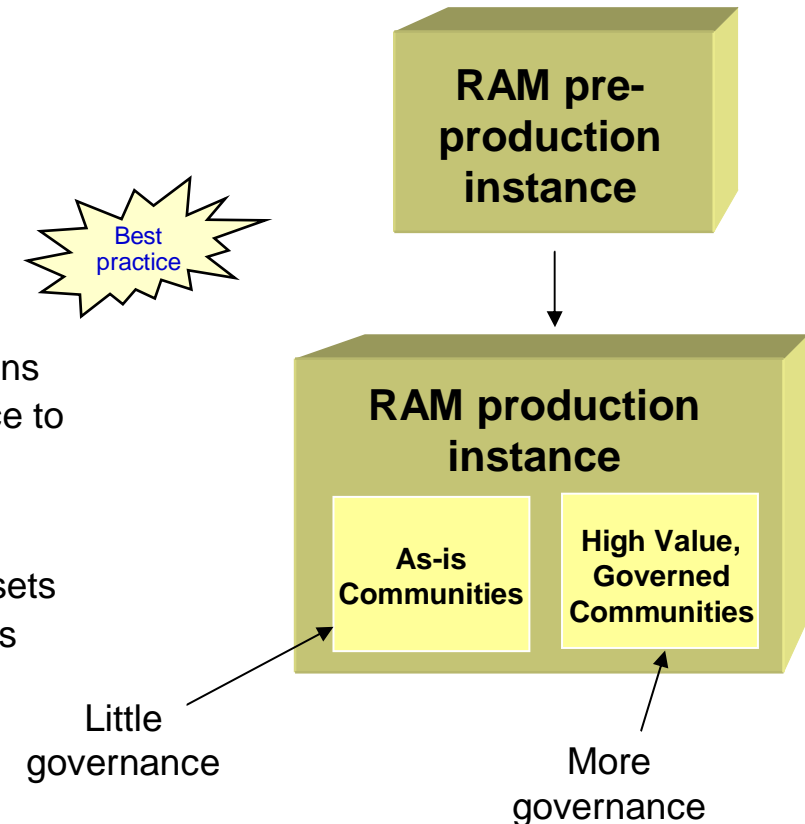 RAM pre-
production
instance
Best
practice
ns
ce to
RAM production
instance
sets
s
As-is
Communities
High Value,
Governed
Communities
Little
governance
More
governance